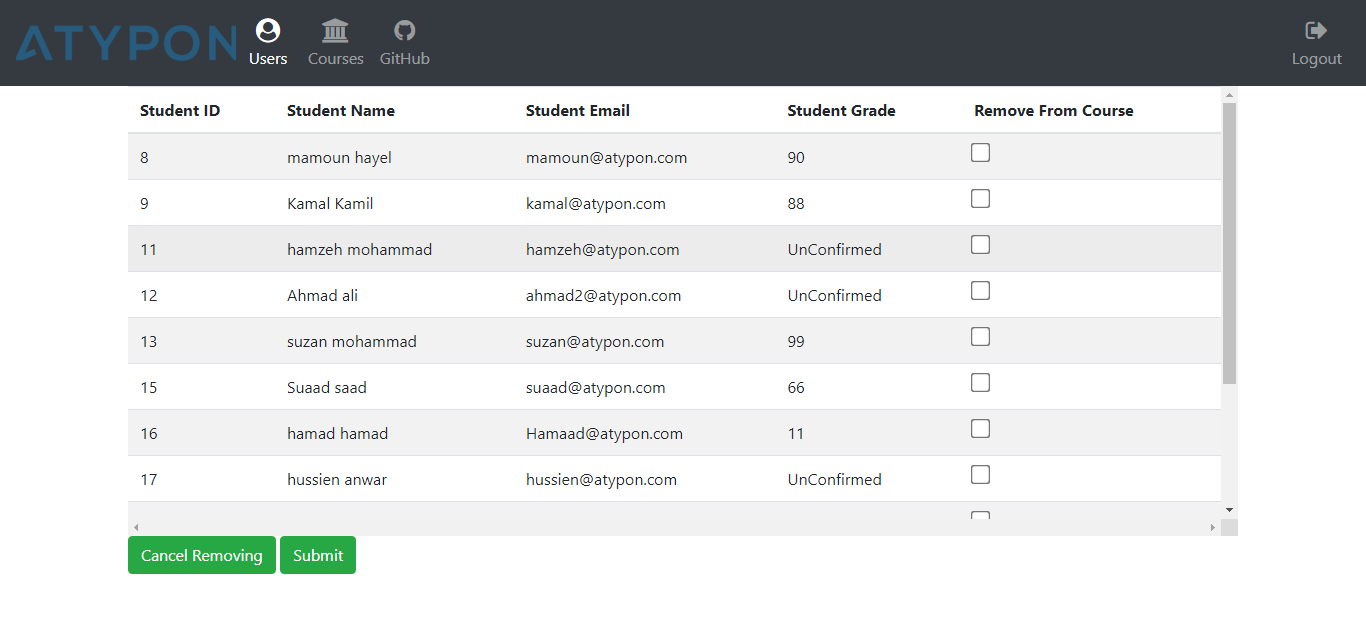 ATYPON
Users Courses GitHub Logout
Student ID Student Name Student Email Student Grade Remove From Course
8 mamoun hayel mamoun@atypon.com 90
9 Kamal Kamil kamal@atypon.com 88
11 hamzeh mohammad hamzeh@atypon.com UnConfirmed
12 Ahmad ali ahmad2@atypon.com UnConfirmed
13 suzan mohammad suzan@atypon.com 99
15 Suaad saad suaad@atypon.com 66
16 hamad hamad Hamaad@atypon.com 11
17 hussien anwar hussien@atypon.com UnConfirmed
Cancel Removing Submit